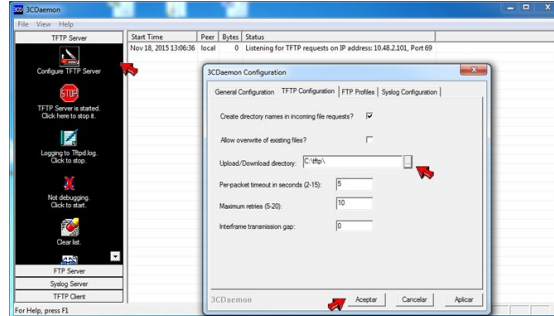 3CDaemon
File View Help
TFTP Server
Configure TFTP Server
TFTP Server is started.
Click here to stop it.
Logging to Tftpd.log.
Click to stop.
Not debugging.
Click to start.
Clear list.
FTP Server
Syslog Server
TFTP Client
For Help, press F1
Start Time Peer Bytes Status
Nov 18, 2015 13:06:36 local 0 Listening for TFTP requests on IP address: 10.48.2.101, Port 69
3CDaemon Configuration
General Configuration TFTP Configuration FTP Profiles Syslog Configuration
Create directory names in incoming file requests?
Allow overwrite of existing files?
Upload/Download directory: C:\tftp\ ...
Per-packet timeout in seconds (2-15): 5
Maximum retries (5-20): 10
Interframe transmission gap: 0
3CDaemon Aceptar Cancelar Aplicar